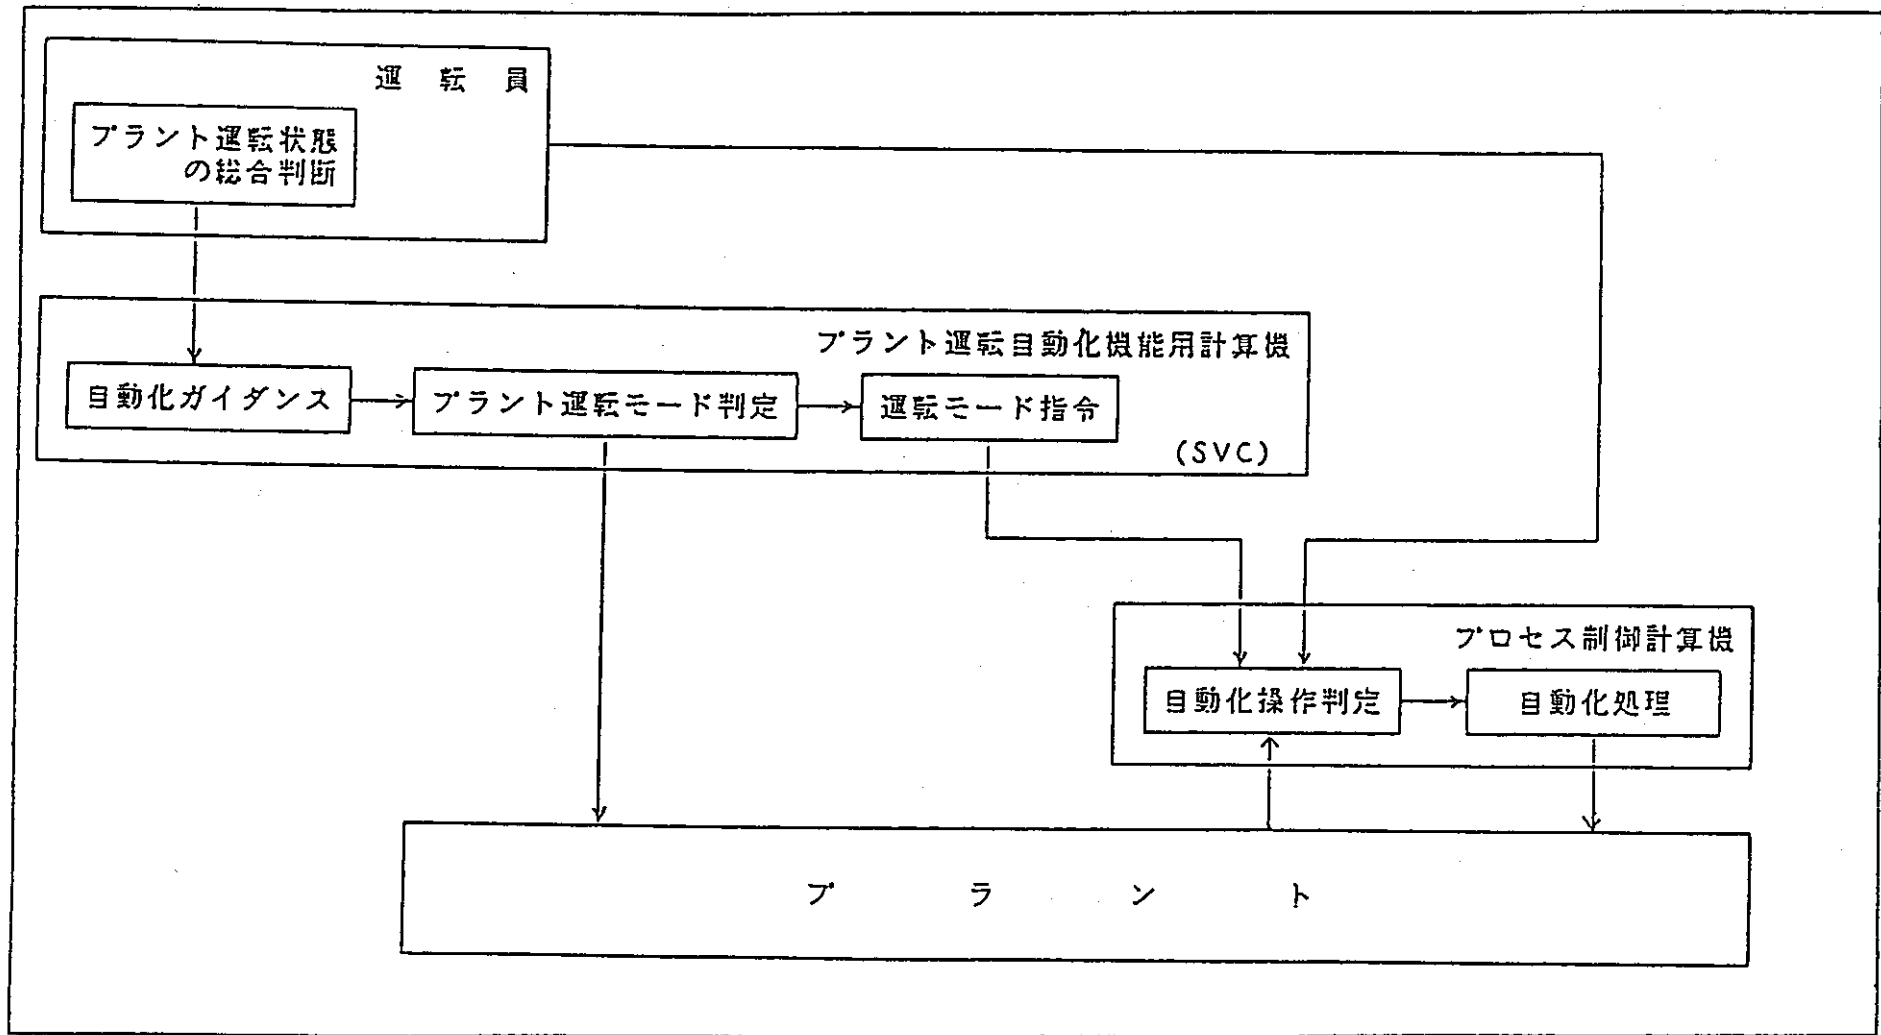 運転員
プラント運転状態
の総合判断
プラント運転自動化機能用計算機
自動化ガイダンス
プラント運転モード判定
運転モード指令
(SVC)
プロセス制御計算機
自動化操作判定
自動化処理
プラント